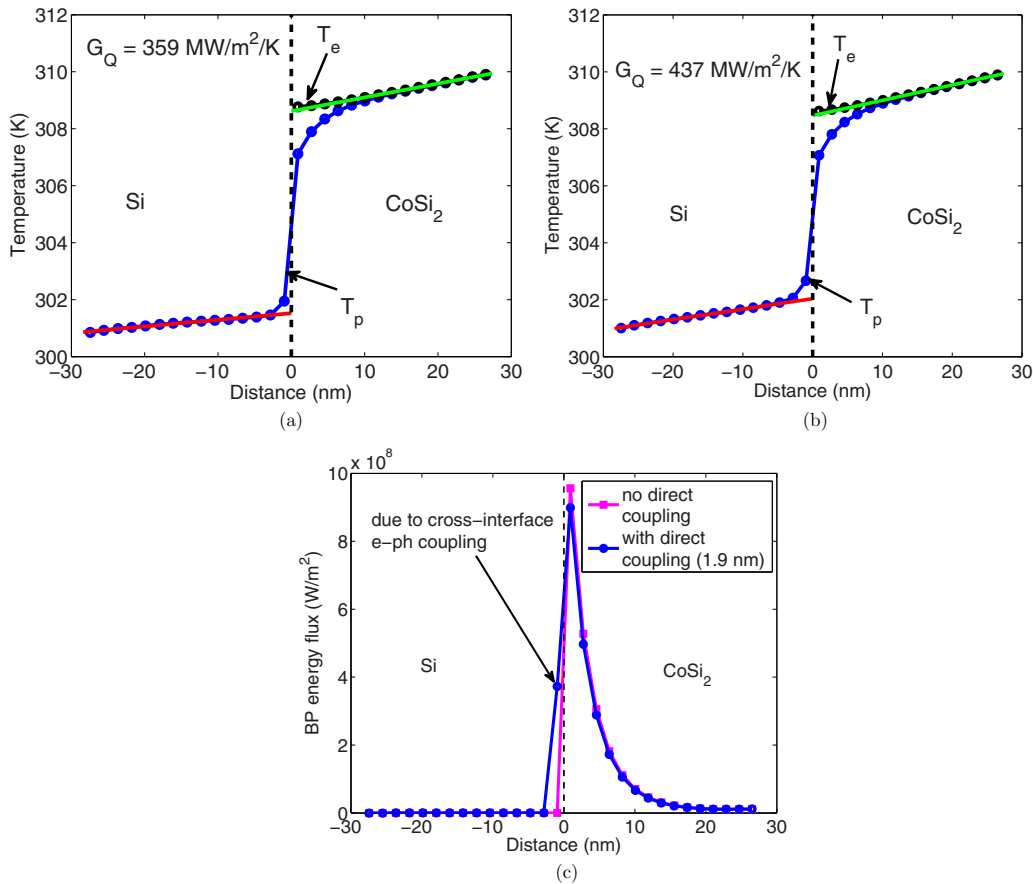 312
310
308
306
304
302
300
Temperature (K)
G_Q = 359 MW/m²/K
T_e
Si
CoSi₂
T_p
−30
−20
−10
0
10
20
30
Distance (nm)
(a)
312
310
308
306
304
302
300
Temperature (K)
G_Q = 437 MW/m²/K
T_e
Si
CoSi₂
T_p
−30
−20
−10
0
10
20
30
Distance (nm)
(b)
x 10⁸
10
8
6
4
2
0
BP energy flux (W/m²)
due to cross−interface
e−ph coupling
no direct
coupling
with direct
coupling (1.9 nm)
Si
CoSi₂
−30
−20
−10
0
10
20
30
Distance (nm)
(c)